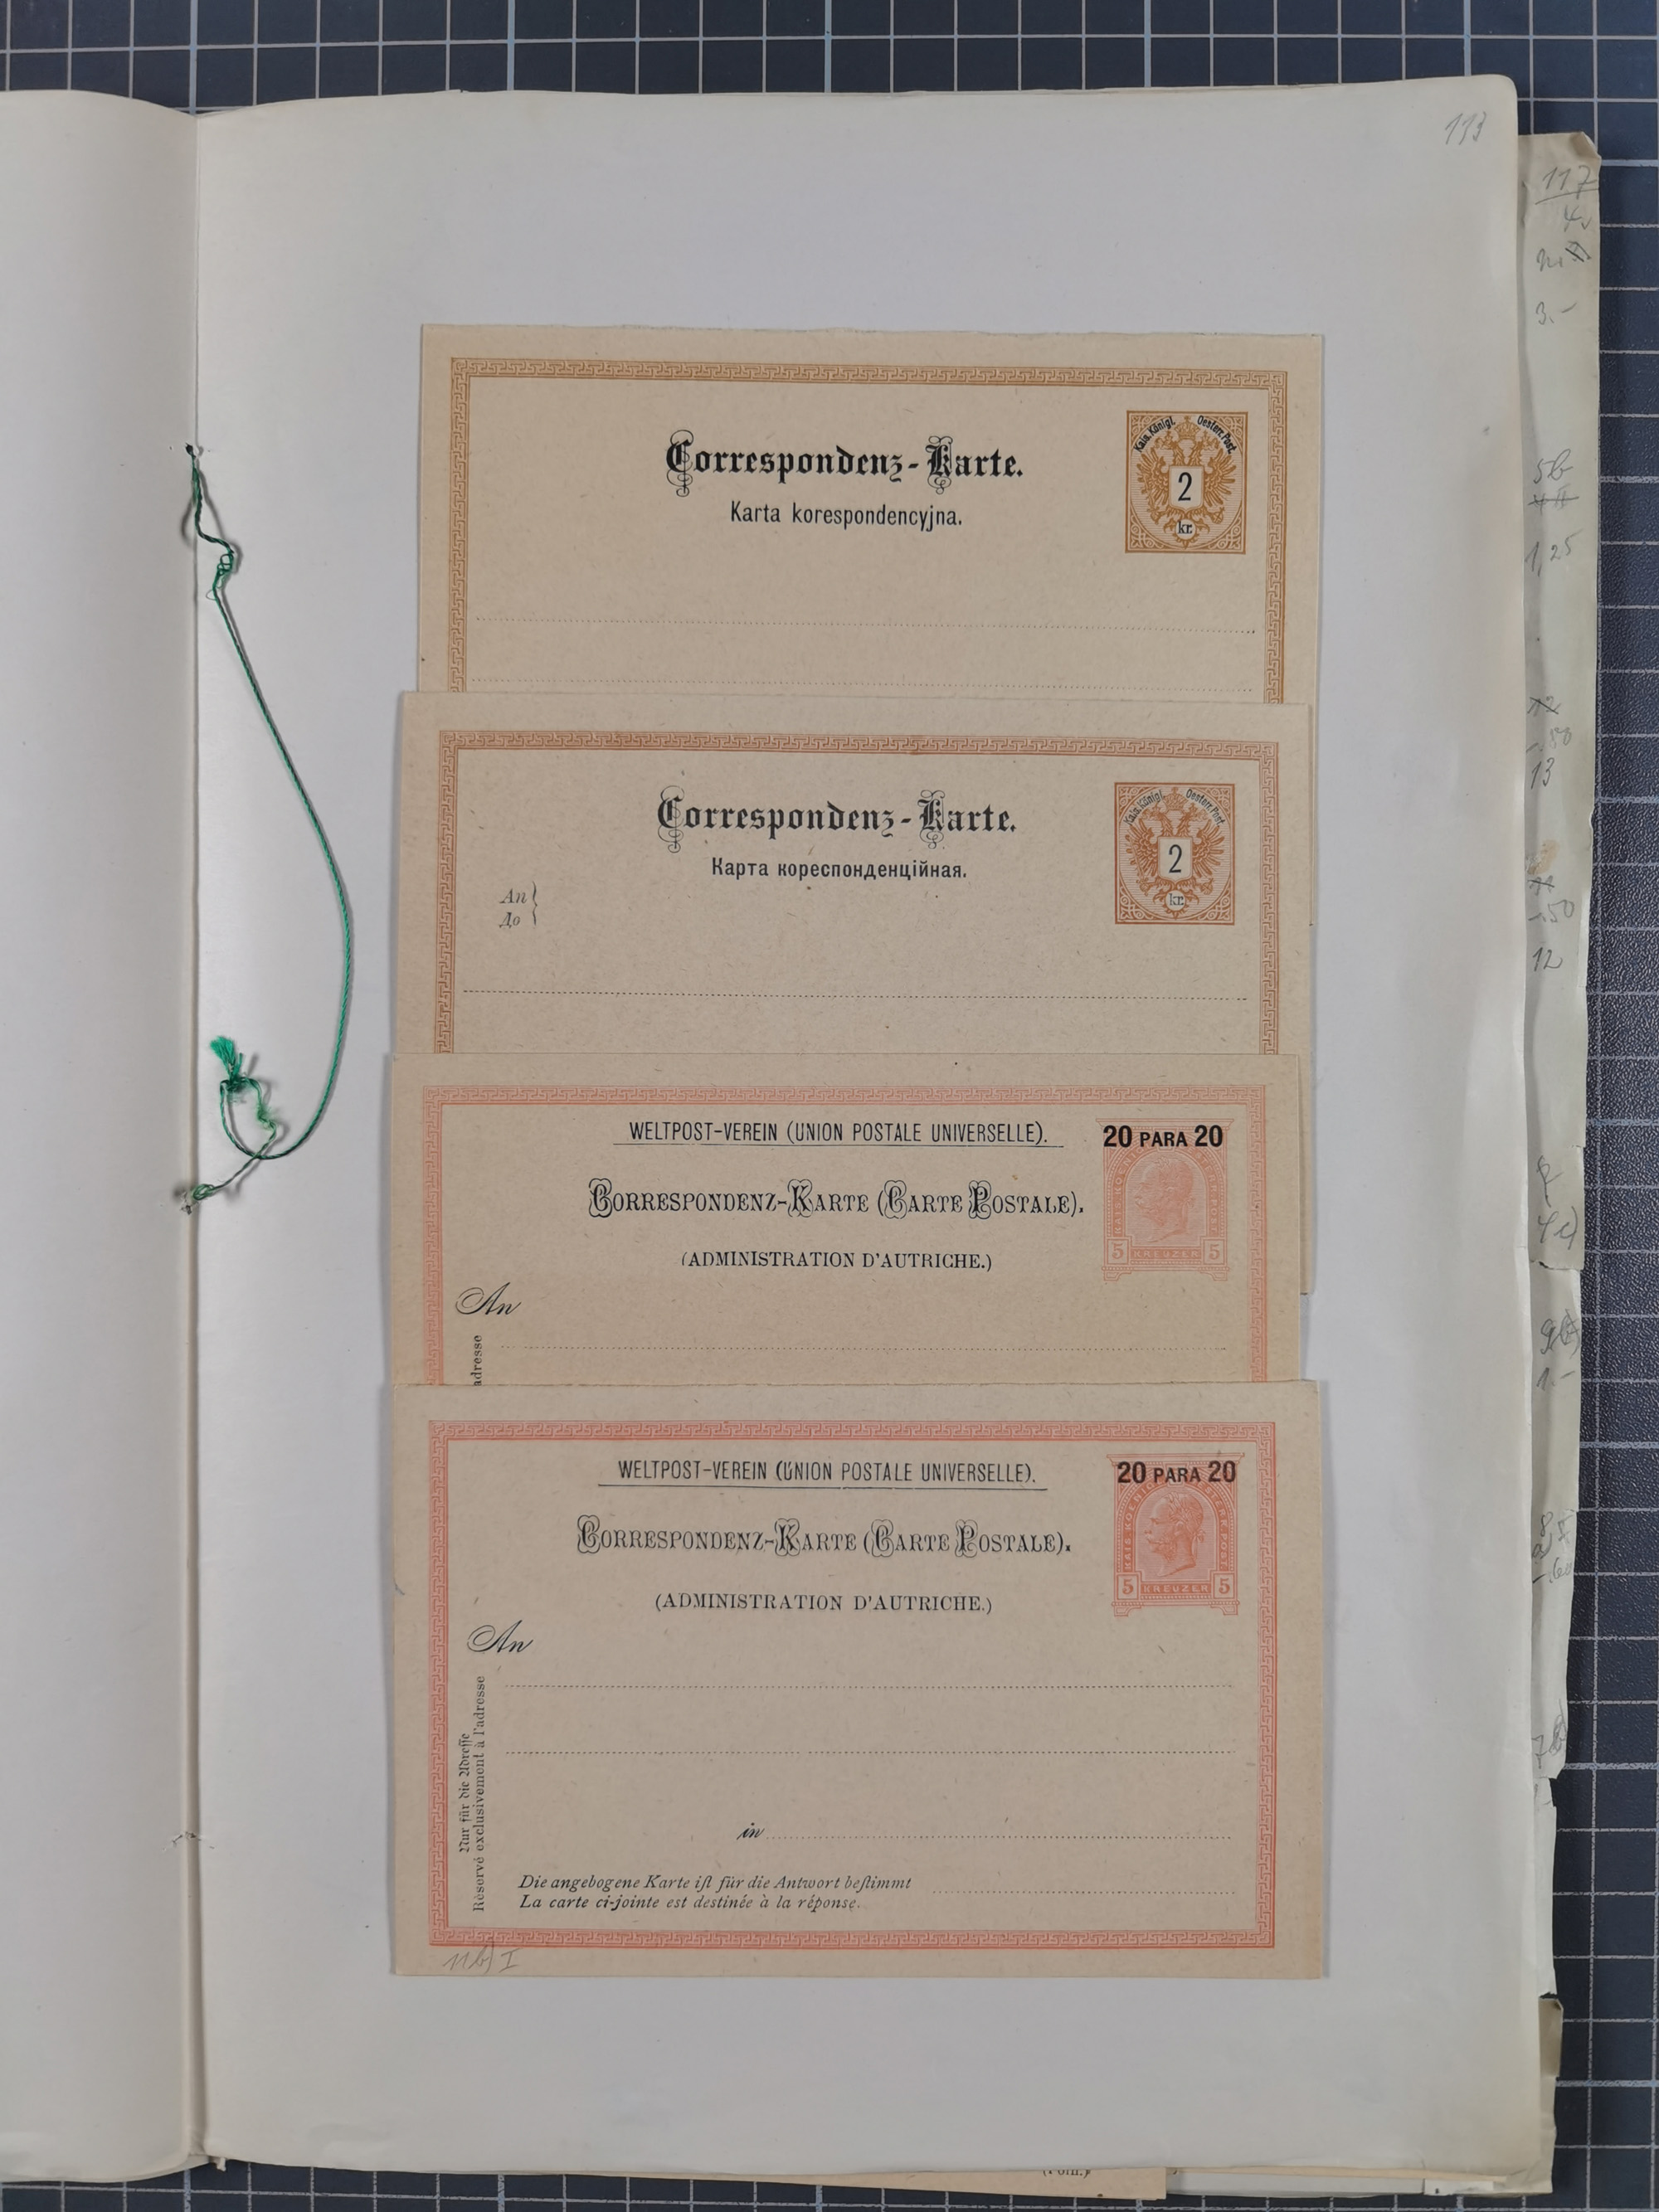 113
Correspondenz-Karte.
Karta korespondencyjna.
Kais. Königl. Oesterr. Post.
2
kr.
Correspondenz-Karte.
Карта кореспонденційная.
An
До
Kais. Königl. Oesterr. Post.
2
kr.
WELTPOST-VEREIN (UNION POSTALE UNIVERSELLE).
20 PARA 20
CORRESPONDENZ-KARTE (CARTE POSTALE).
(ADMINISTRATION D'AUTRICHE.)
5 KREUZER 5
An
adresse
WELTPOST-VEREIN (UNION POSTALE UNIVERSELLE).
20 PARA 20
CORRESPONDENZ-KARTE (CARTE POSTALE).
(ADMINISTRATION D'AUTRICHE.)
5 KREUZER 5
An
Nur für die Adresse
Réservé exclusivement à l'adresse
in
Die angebogene Karte ist für die Antwort bestimmt
La carte ci-jointe est destinée à la réponse.
11b) I
117
3.-
5b
1,25
13
-.50
12
1.-